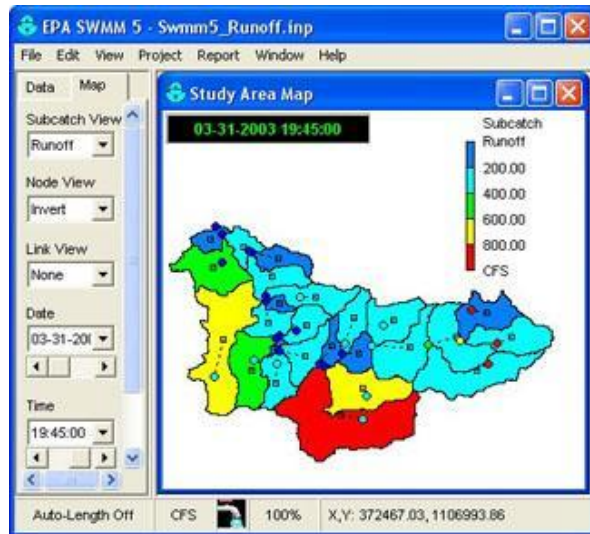 EPA SWMM 5 - Swmm5_Runoff.inp
File Edit View Project Report Window Help
Data Map
Subcatch View
Runoff
Node View
Invert
Link View
None
Date
03-31-200
Time
19:45:00
Study Area Map
03-31-2003 19:45:00
Subcatch
Runoff
200.00
400.00
600.00
800.00
CFS
Auto-Length Off CFS 100% X,Y: 372467.03, 1106993.86